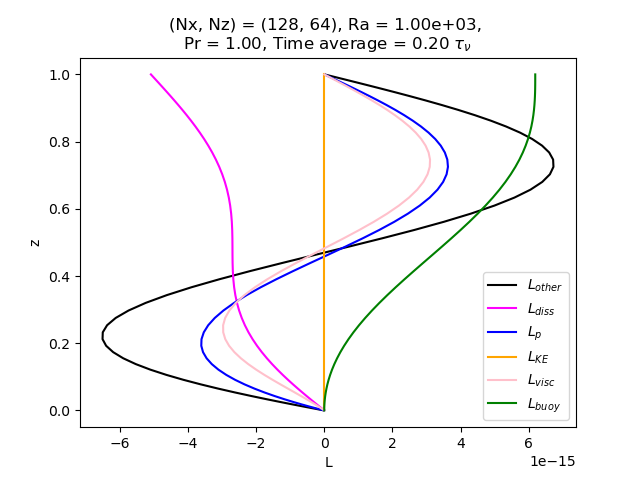 (Nx, Nz) = (128, 64), Ra = 1.00e+03,
Pr = 1.00, Time average = 0.20 τ_ν
1.0
0.8
0.6
0.4
0.2
0.0
z
L_other
L_diss
L_p
L_KE
L_visc
L_buoy
−6
−4
−2
0
2
4
6
L
1e−15